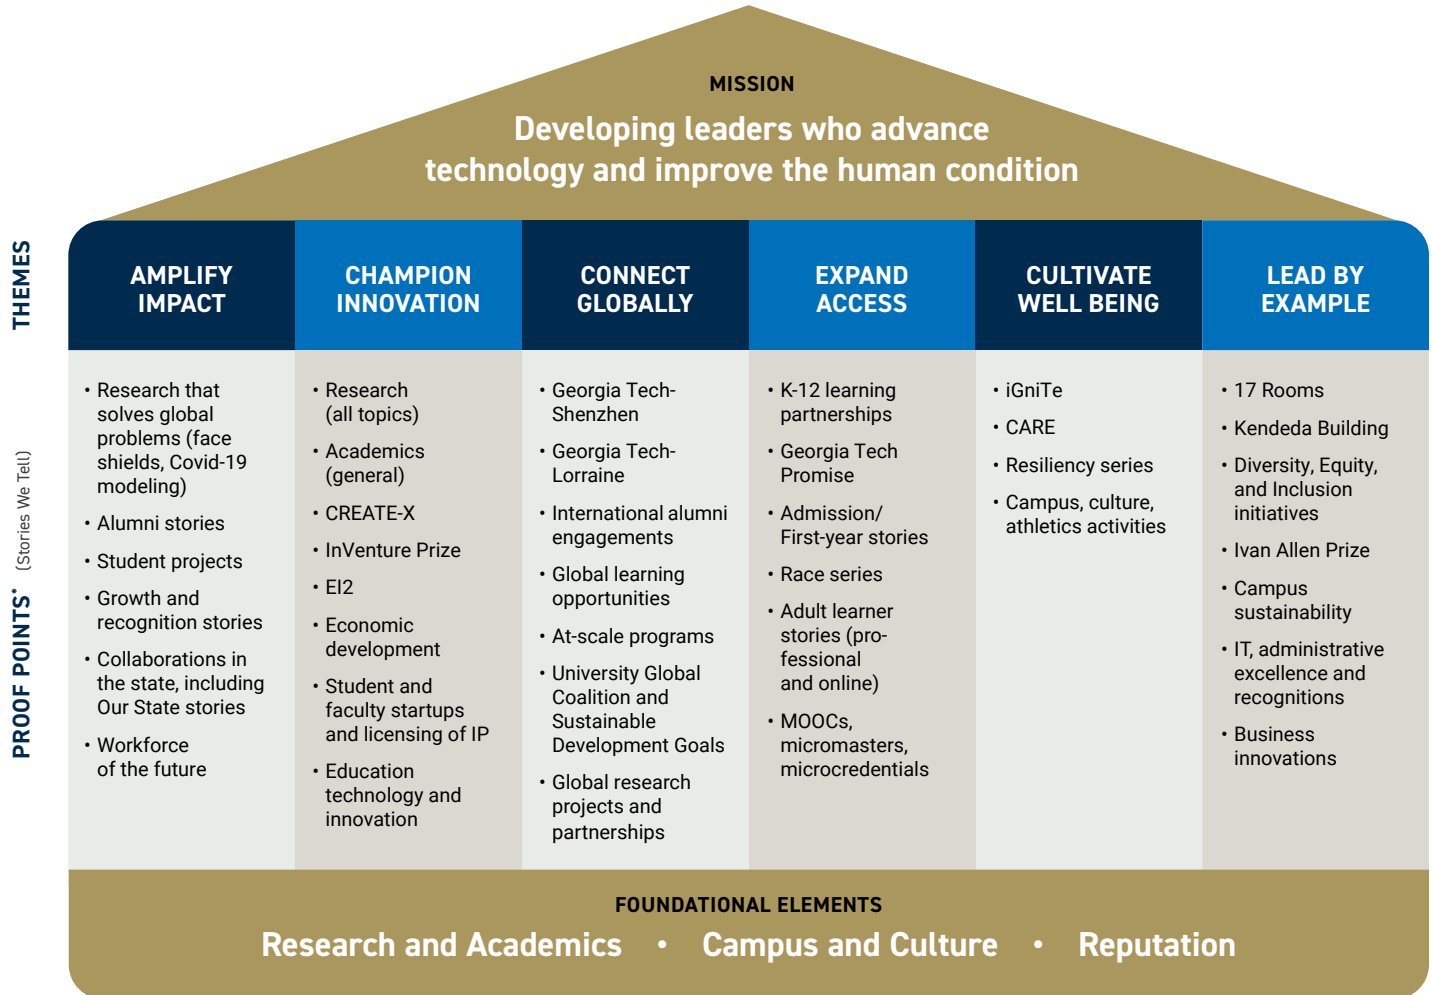 MISSION
Developing leaders who advance
technology and improve the human condition
THEMES
AMPLIFY
IMPACT
CHAMPION
INNOVATION
CONNECT
GLOBALLY
EXPAND
ACCESS
CULTIVATE
WELL BEING
LEAD BY
EXAMPLE
PROOF POINTS* (Stories We Tell)
• Research that
solves global
problems (face
shields, Covid-19
modeling)
• Alumni stories
• Student projects
• Growth and
recognition stories
• Collaborations in
the state, including
Our State stories
• Workforce
of the future
• Research
(all topics)
• Academics
(general)
• CREATE-X
• InVenture Prize
• EI2
• Economic
development
• Student and
faculty startups
and licensing of IP
• Education
technology and
innovation
• Georgia Tech-
Shenzhen
• Georgia Tech-
Lorraine
• International alumni
engagements
• Global learning
opportunities
• At-scale programs
• University Global
Coalition and
Sustainable
Development Goals
• Global research
projects and
partnerships
• K-12 learning
partnerships
• Georgia Tech
Promise
• Admission/
First-year stories
• Race series
• Adult learner
stories (pro-
fessional
and online)
• MOOCs,
micromasters,
microcredentials
• iGniTe
• CARE
• Resiliency series
• Campus, culture,
athletics activities
• 17 Rooms
• Kendeda Building
• Diversity, Equity,
and Inclusion
initiatives
• Ivan Allen Prize
• Campus
sustainability
• IT, administrative
excellence and
recognitions
• Business
innovations
FOUNDATIONAL ELEMENTS
Research and Academics • Campus and Culture • Reputation